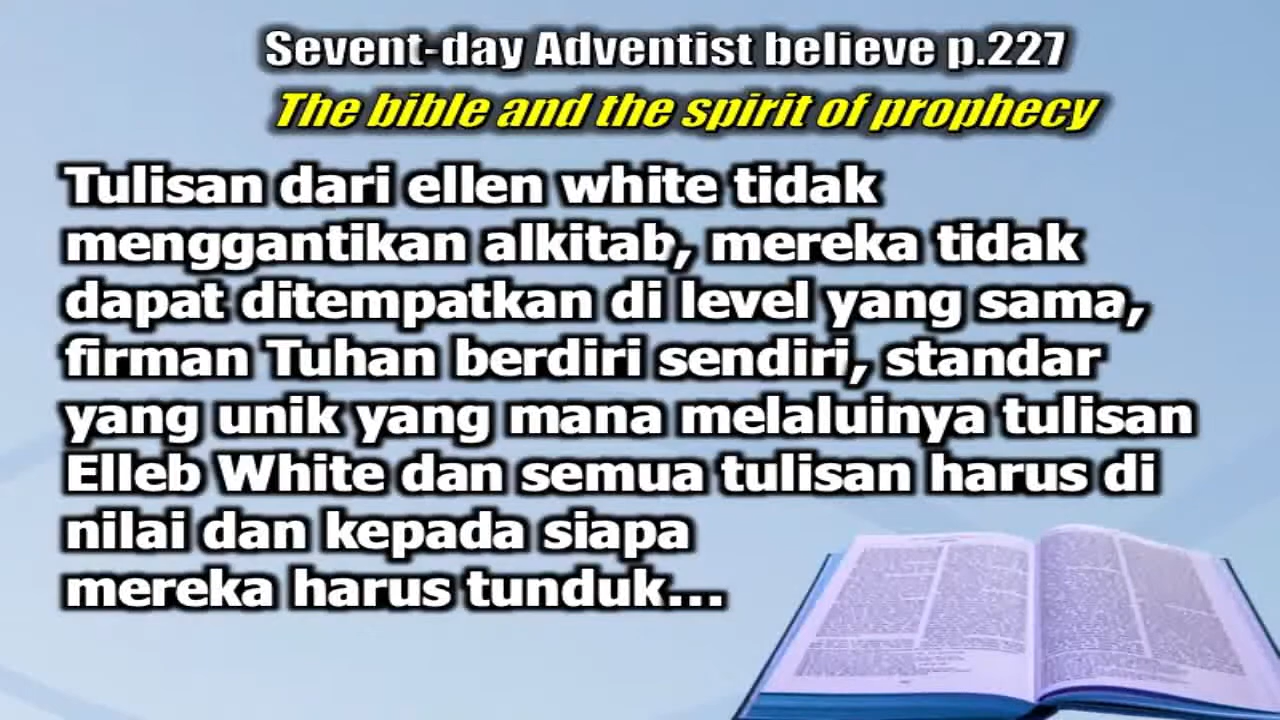 Sevent-day Adventist believe p.227
The bible and the spirit of prophecy
Tulisan dari ellen white tidak
menggantikan alkitab, mereka tidak
dapat ditempatkan di level yang sama,
firman Tuhan berdiri sendiri, standar
yang unik yang mana melaluinya tulisan
Elleb White dan semua tulisan harus di
nilai dan kepada siapa
mereka harus tunduk...